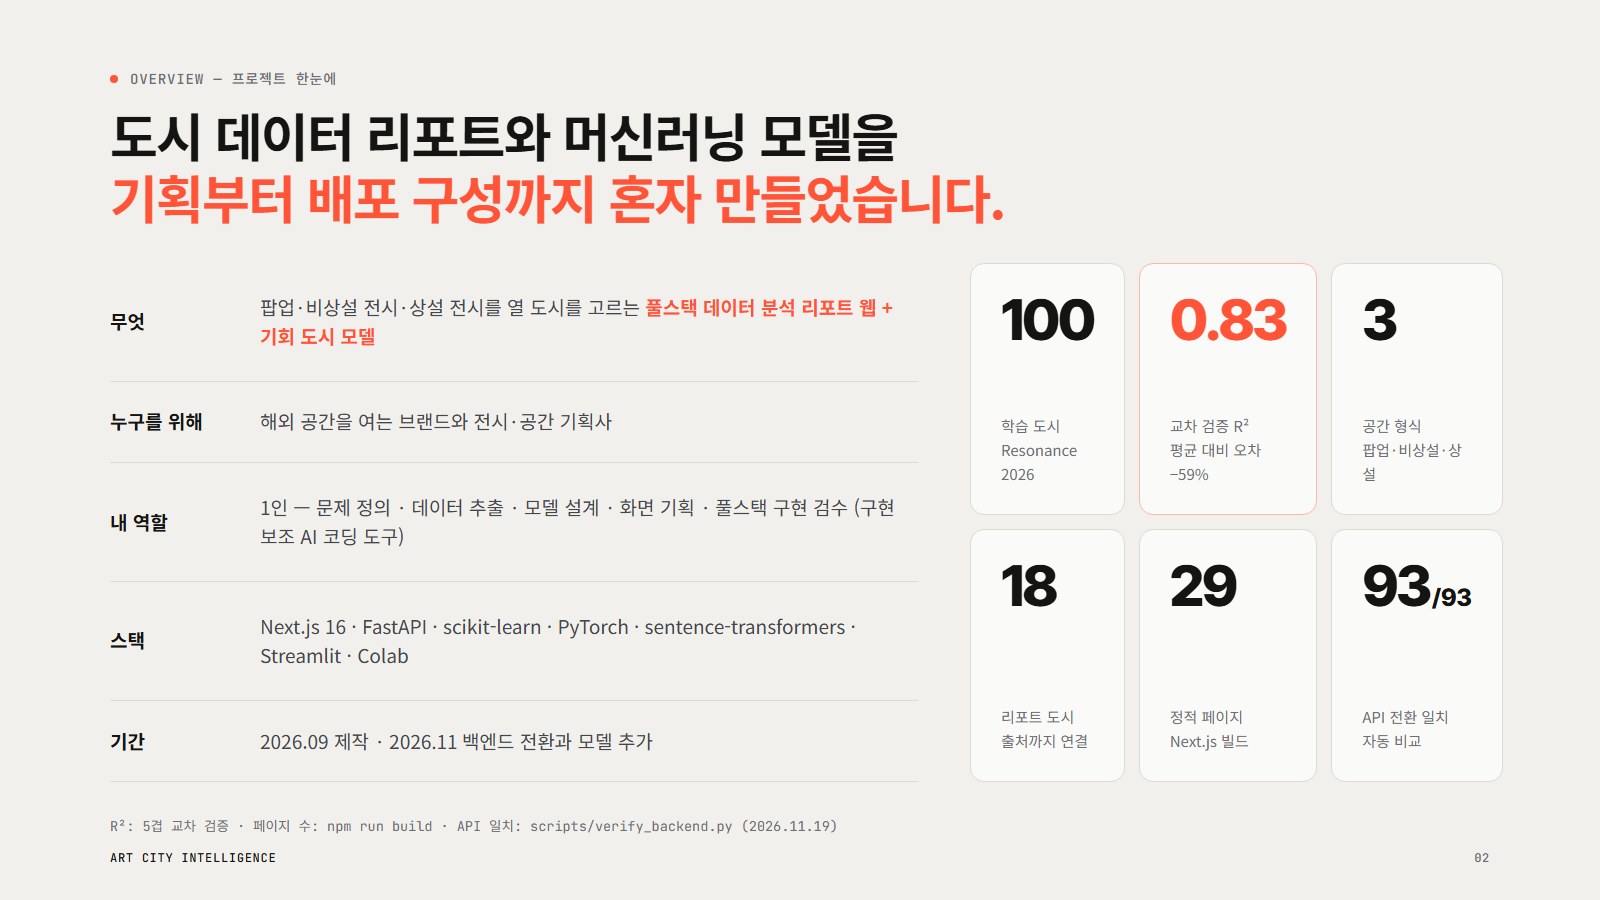 OVERVIEW — 프로젝트 한눈에
도시 데이터 리포트와 머신러닝 모델을
기획부터 배포 구성까지 혼자 만들었습니다.
무엇
팝업·비상설 전시·상설 전시를 열 도시를 고르는 풀스택 데이터 분석 리포트 웹 +
기회 도시 모델
누구를 위해
해외 공간을 여는 브랜드와 전시·공간 기획사
내 역할
1인 — 문제 정의 · 데이터 추출 · 모델 설계 · 화면 기획 · 풀스택 구현 검수 (구현
보조 AI 코딩 도구)
스택
Next.js 16 · FastAPI · scikit-learn · PyTorch · sentence-transformers ·
Streamlit · Colab
기간
2026.09 제작 · 2026.11 백엔드 전환과 모델 추가
100
학습 도시
Resonance
2026
0.83
교차 검증 R²
평균 대비 오차
−59%
3
공간 형식
팝업·비상설·상
설
18
리포트 도시
출처까지 연결
29
정적 페이지
Next.js 빌드
93/93
API 전환 일치
자동 비교
R²: 5겹 교차 검증 · 페이지 수: npm run build · API 일치: scripts/verify_backend.py (2026.11.19)
ART CITY INTELLIGENCE
02